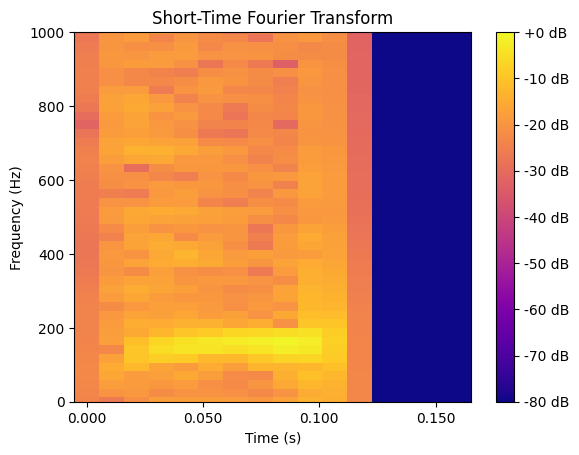 Short-Time Fourier Transform
Frequency (Hz)
1000
800
600
400
200
0
0.000
0.050
0.100
0.150
Time (s)
+0 dB
-10 dB
-20 dB
-30 dB
-40 dB
-50 dB
-60 dB
-70 dB
-80 dB